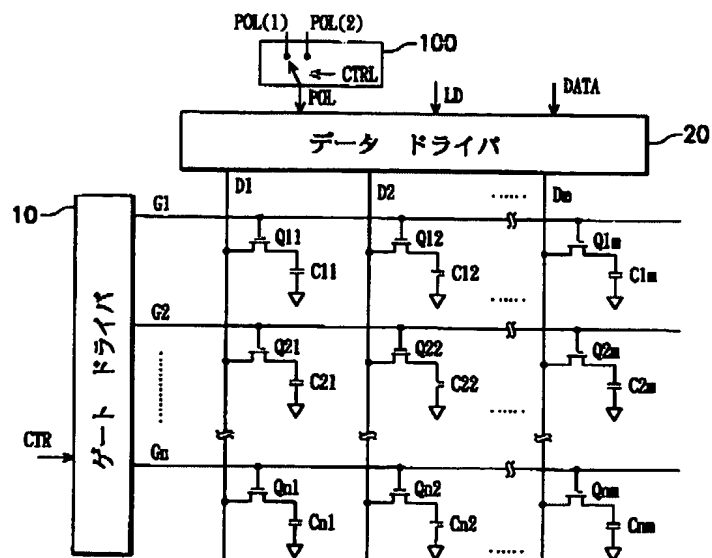 POL(1) POL(2)
100
CTRL
POL
LD
DATA
データ ドライバ
20
D1
D2
......
Dm
10
ゲート ドライバ
CTR
G1
Q11
Q12
Q1m
C11
C12
C1m
......
G2
Q21
Q22
Q2m
C21
C22
C2m
......
Gn
Qn1
Qn2
Qnm
Cn1
Cn2
Cnm
......